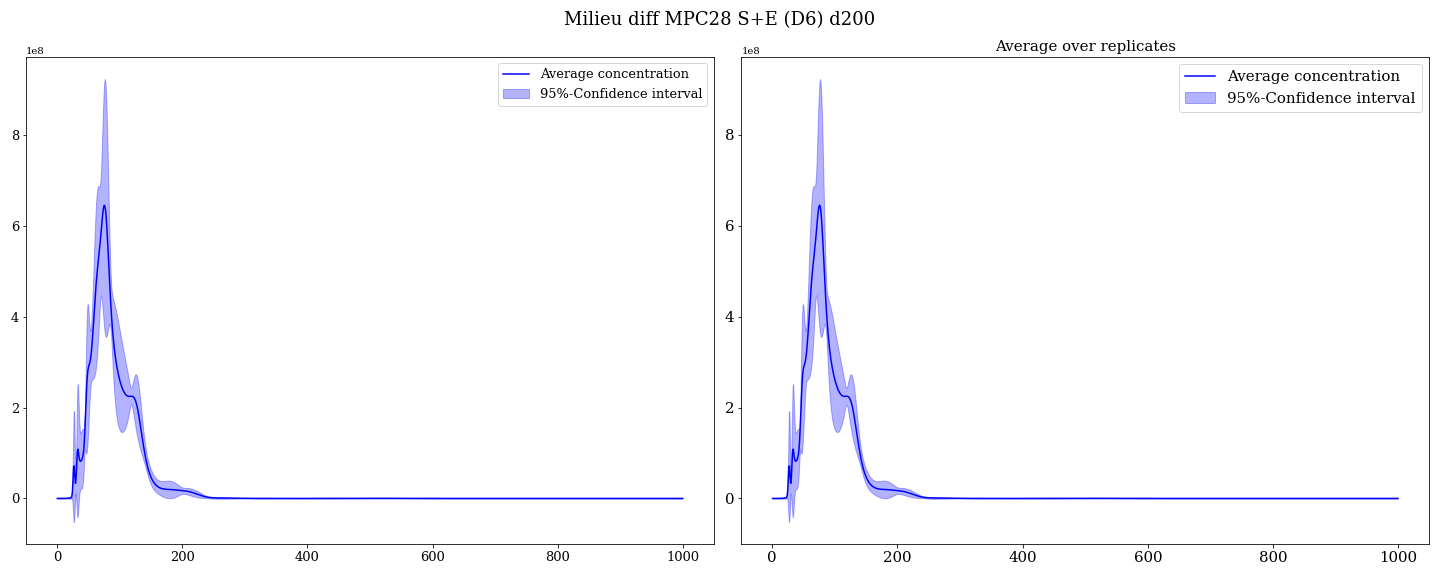 Milieu diff MPC28 S+E (D6) d200
1e8
Average concentration
95%-Confidence interval
8
6
4
2
0
0 200 400 600 800 1000
Average over replicates
1e8
Average concentration
95%-Confidence interval
8
6
4
2
0
0 200 400 600 800 1000